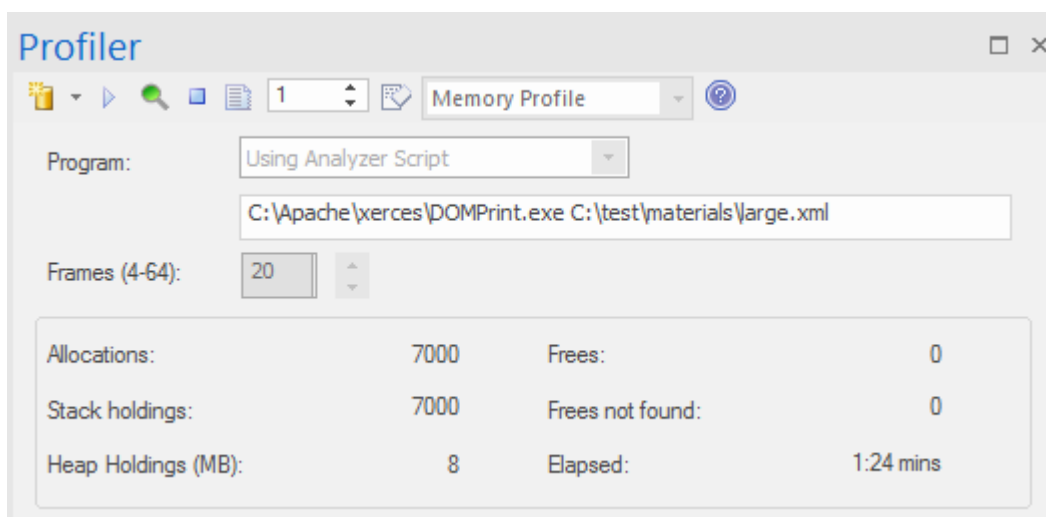 Profiler
1 Memory Profile
Program: Using Analyzer Script
C:\Apache\xerces\DOMPrint.exe C:\test\materials\large.xml
Frames (4-64): 20
Allocations: 7000 Frees: 0
Stack holdings: 7000 Frees not found: 0
Heap Holdings (MB): 8 Elapsed: 1:24 mins